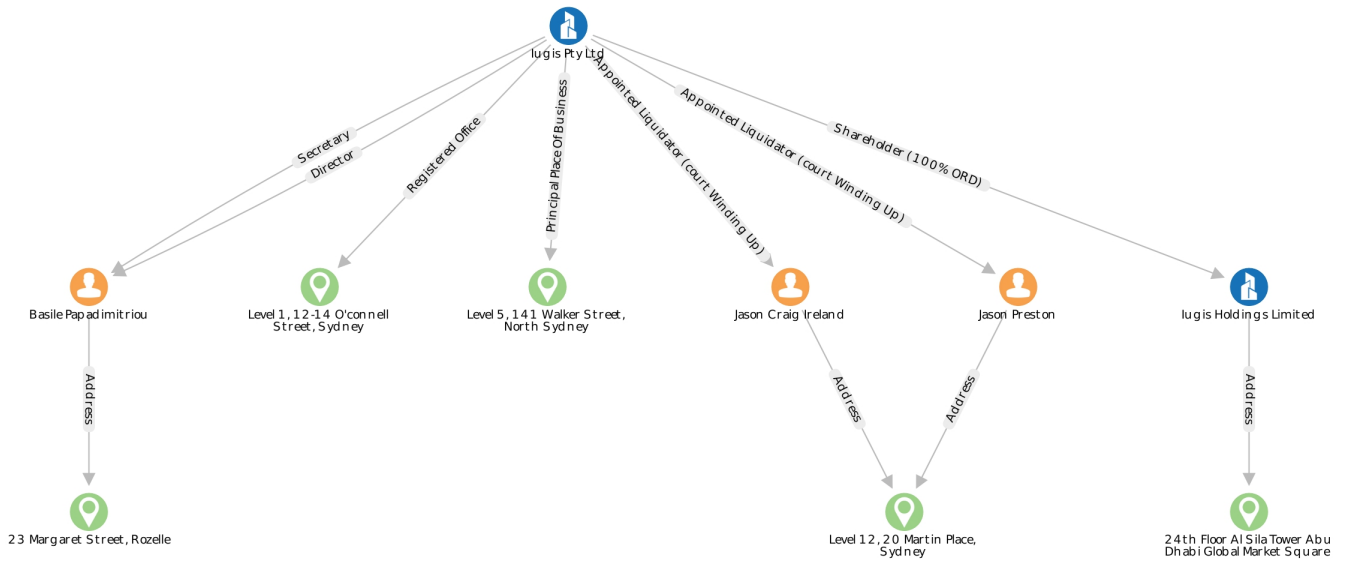 Iugis Pty Ltd
Secretary
Director
Registered Office
Principal Place Of Business
Appointed Liquidator (court Winding Up)
Appointed Liquidator (court Winding Up)
Shareholder (100% ORD)
Basile Papadimitriou
Level 1, 12-14 O'connell
Street, Sydney
Level 5, 141 Walker Street,
North Sydney
Jason Craig Ireland
Jason Preston
Iugis Holdings Limited
Address
Address
Address
Address
23 Margaret Street, Rozelle
Level 12, 20 Martin Place,
Sydney
24th Floor Al Sila Tower Abu
Dhabi Global Market Square